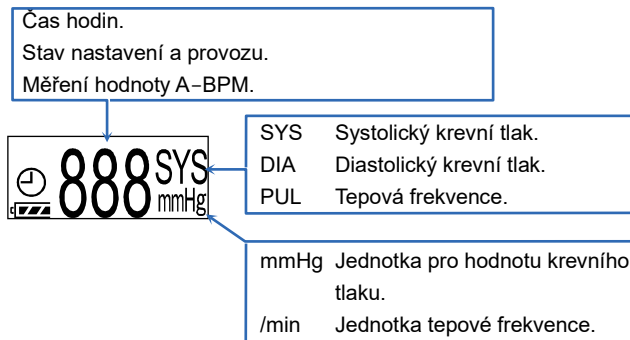 Čas hodin.
Stav nastavení a provozu.
Měření hodnoty A−BPM.
888 SYS
mmHg
SYS Systolický krevní tlak.
DIA Diastolický krevní tlak.
PUL Tepová frekvence.
mmHg Jednotka pro hodnotu krevního
tlaku.
/min Jednotka tepové frekvence.